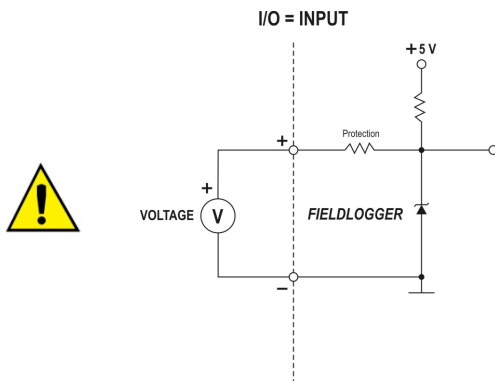 I/O = INPUT
+5 V
+
Protection
+
VOLTAGE
V
FIELDLOGGER
−